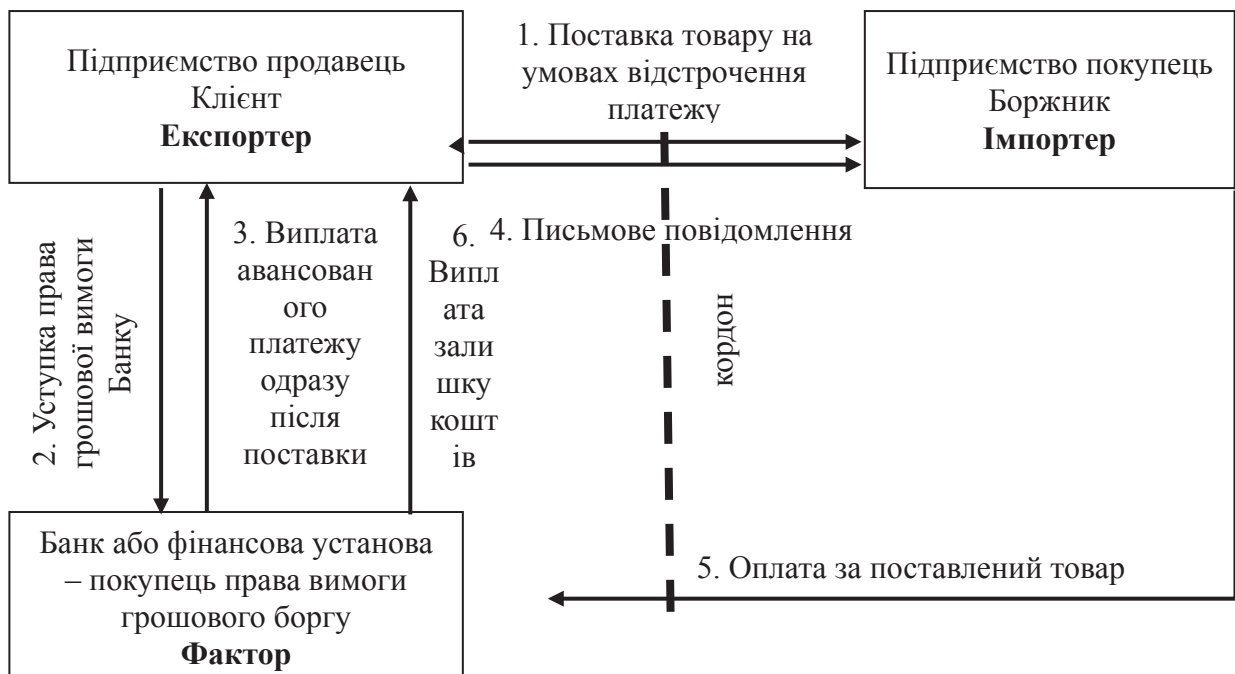 Підприємство продавець
Клієнт
Експортер
1. Поставка товару на
умовах відстрочення
платежу
Підприємство покупець
Боржник
Імпортер
2. Уступка права
грошової вимоги
Банку
3. Виплата
авансован
ого
платежу
одразу
після
поставки
6.
Випл
ата
зали
шку
кошт
ів
4. Письмове повідомлення
кордон
5. Оплата за поставлений товар
Банк або фінансова установа
– покупець права вимоги
грошового боргу
Фактор